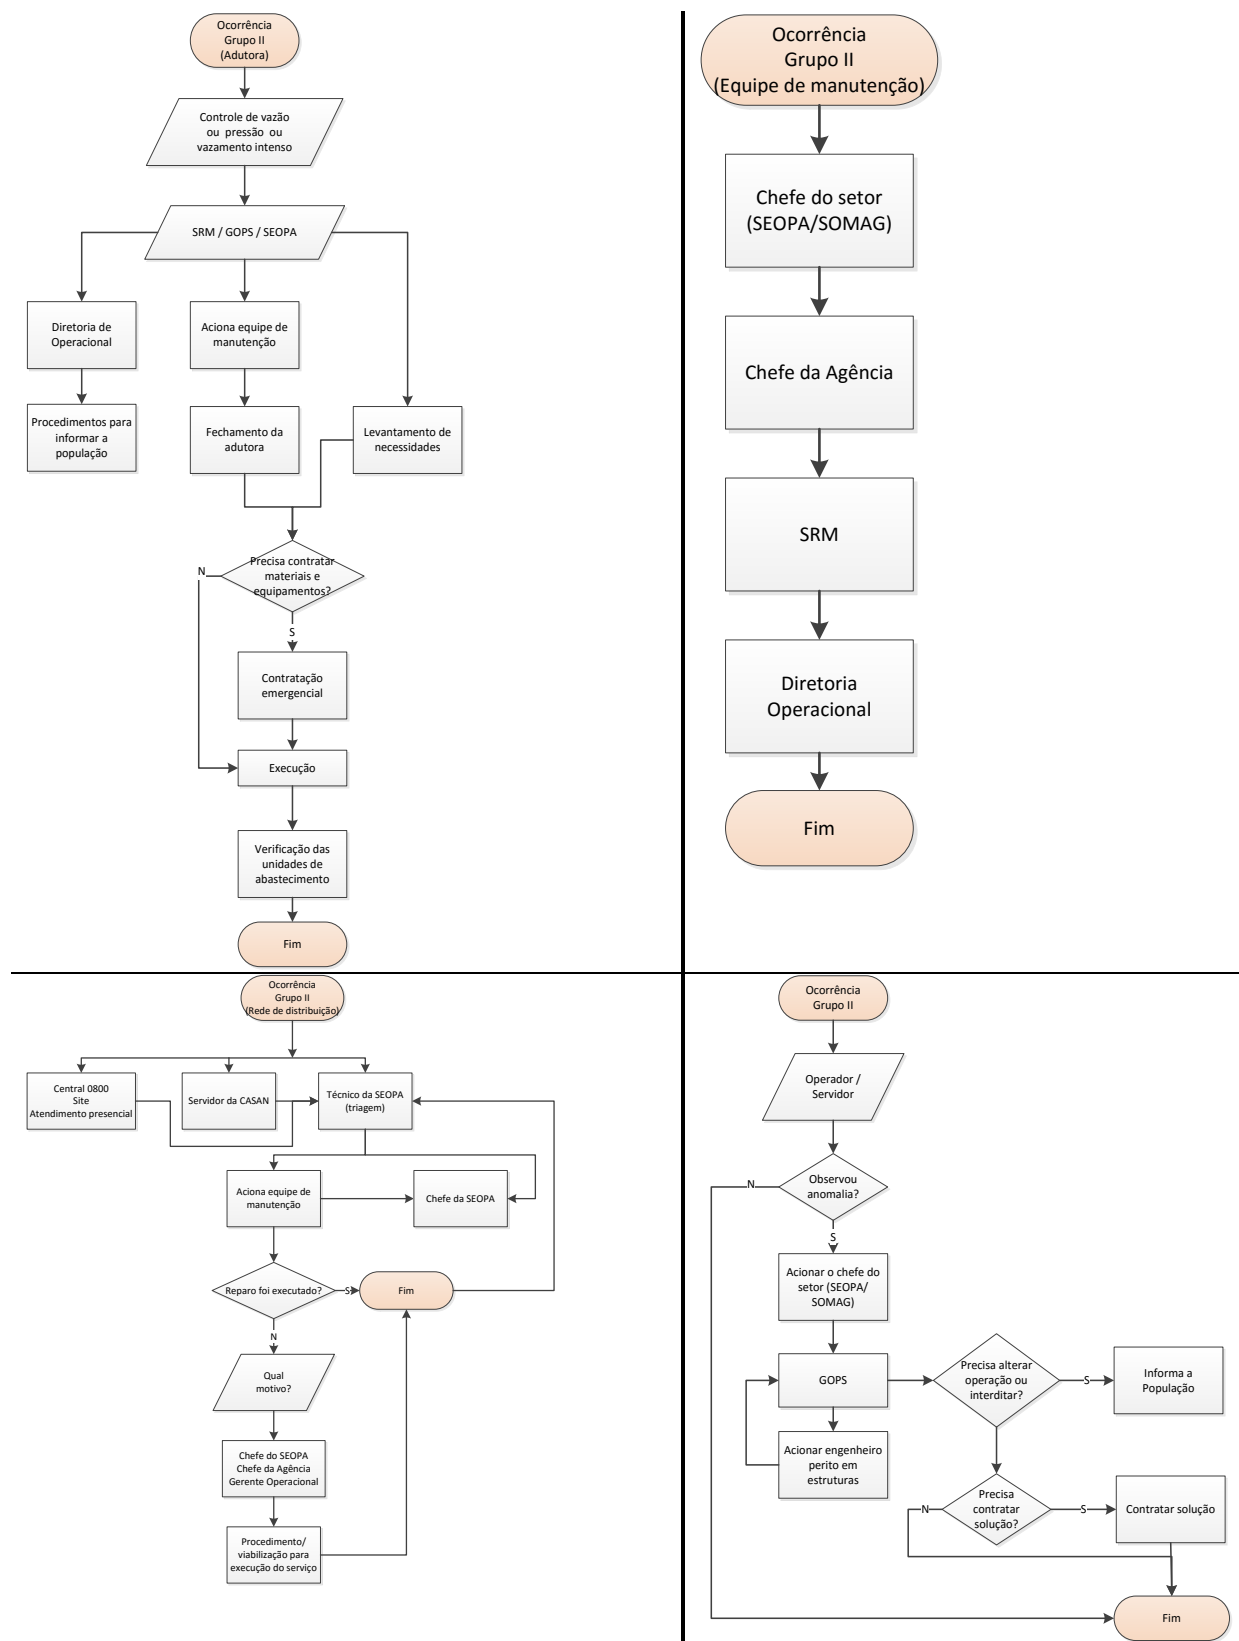 Ocorrência
Grupo II
(Adutora)
Controle de vazão
ou pressão ou
vazamento intenso
SRM / GOPS / SEOPA
Diretoria de
Operacional
Aciona equipe de
manutenção
Procedimentos para
informar a
população
Fechamento da
adutora
Levantamento de
necessidades
Precisa contratar
materiais e
equipamentos?
N
S
Contratação
emergencial
Execução
Verificação das
unidades de
abastecimento
Fim
Ocorrência
Grupo II
(Equipe de manutenção)
Chefe do setor
(SEOPA/SOMAG)
Chefe da Agência
SRM
Diretoria
Operacional
Fim
Ocorrência
Grupo II
(Rede de distribuição)
Central 0800
Site
Atendimento presencial
Servidor da CASAN
Técnico da SEOPA
(triagem)
Aciona equipe de
manutenção
Chefe da SEOPA
Reparo foi executado?
S
Fim
N
Qual
motivo?
Chefe do SEOPA
Chefe da Agência
Gerente Operacional
Procedimento/
viabilização para
execução do serviço
Ocorrência
Grupo II
Operador /
Servidor
Observou
anomalia?
N
S
Acionar o chefe do
setor (SEOPA/
SOMAG)
GOPS
Precisa alterar
operação ou
interditar?
S
Informa a
População
Acionar engenheiro
perito em
estruturas
Precisa
contratar
solução?
N
S
Contratar solução
Fim